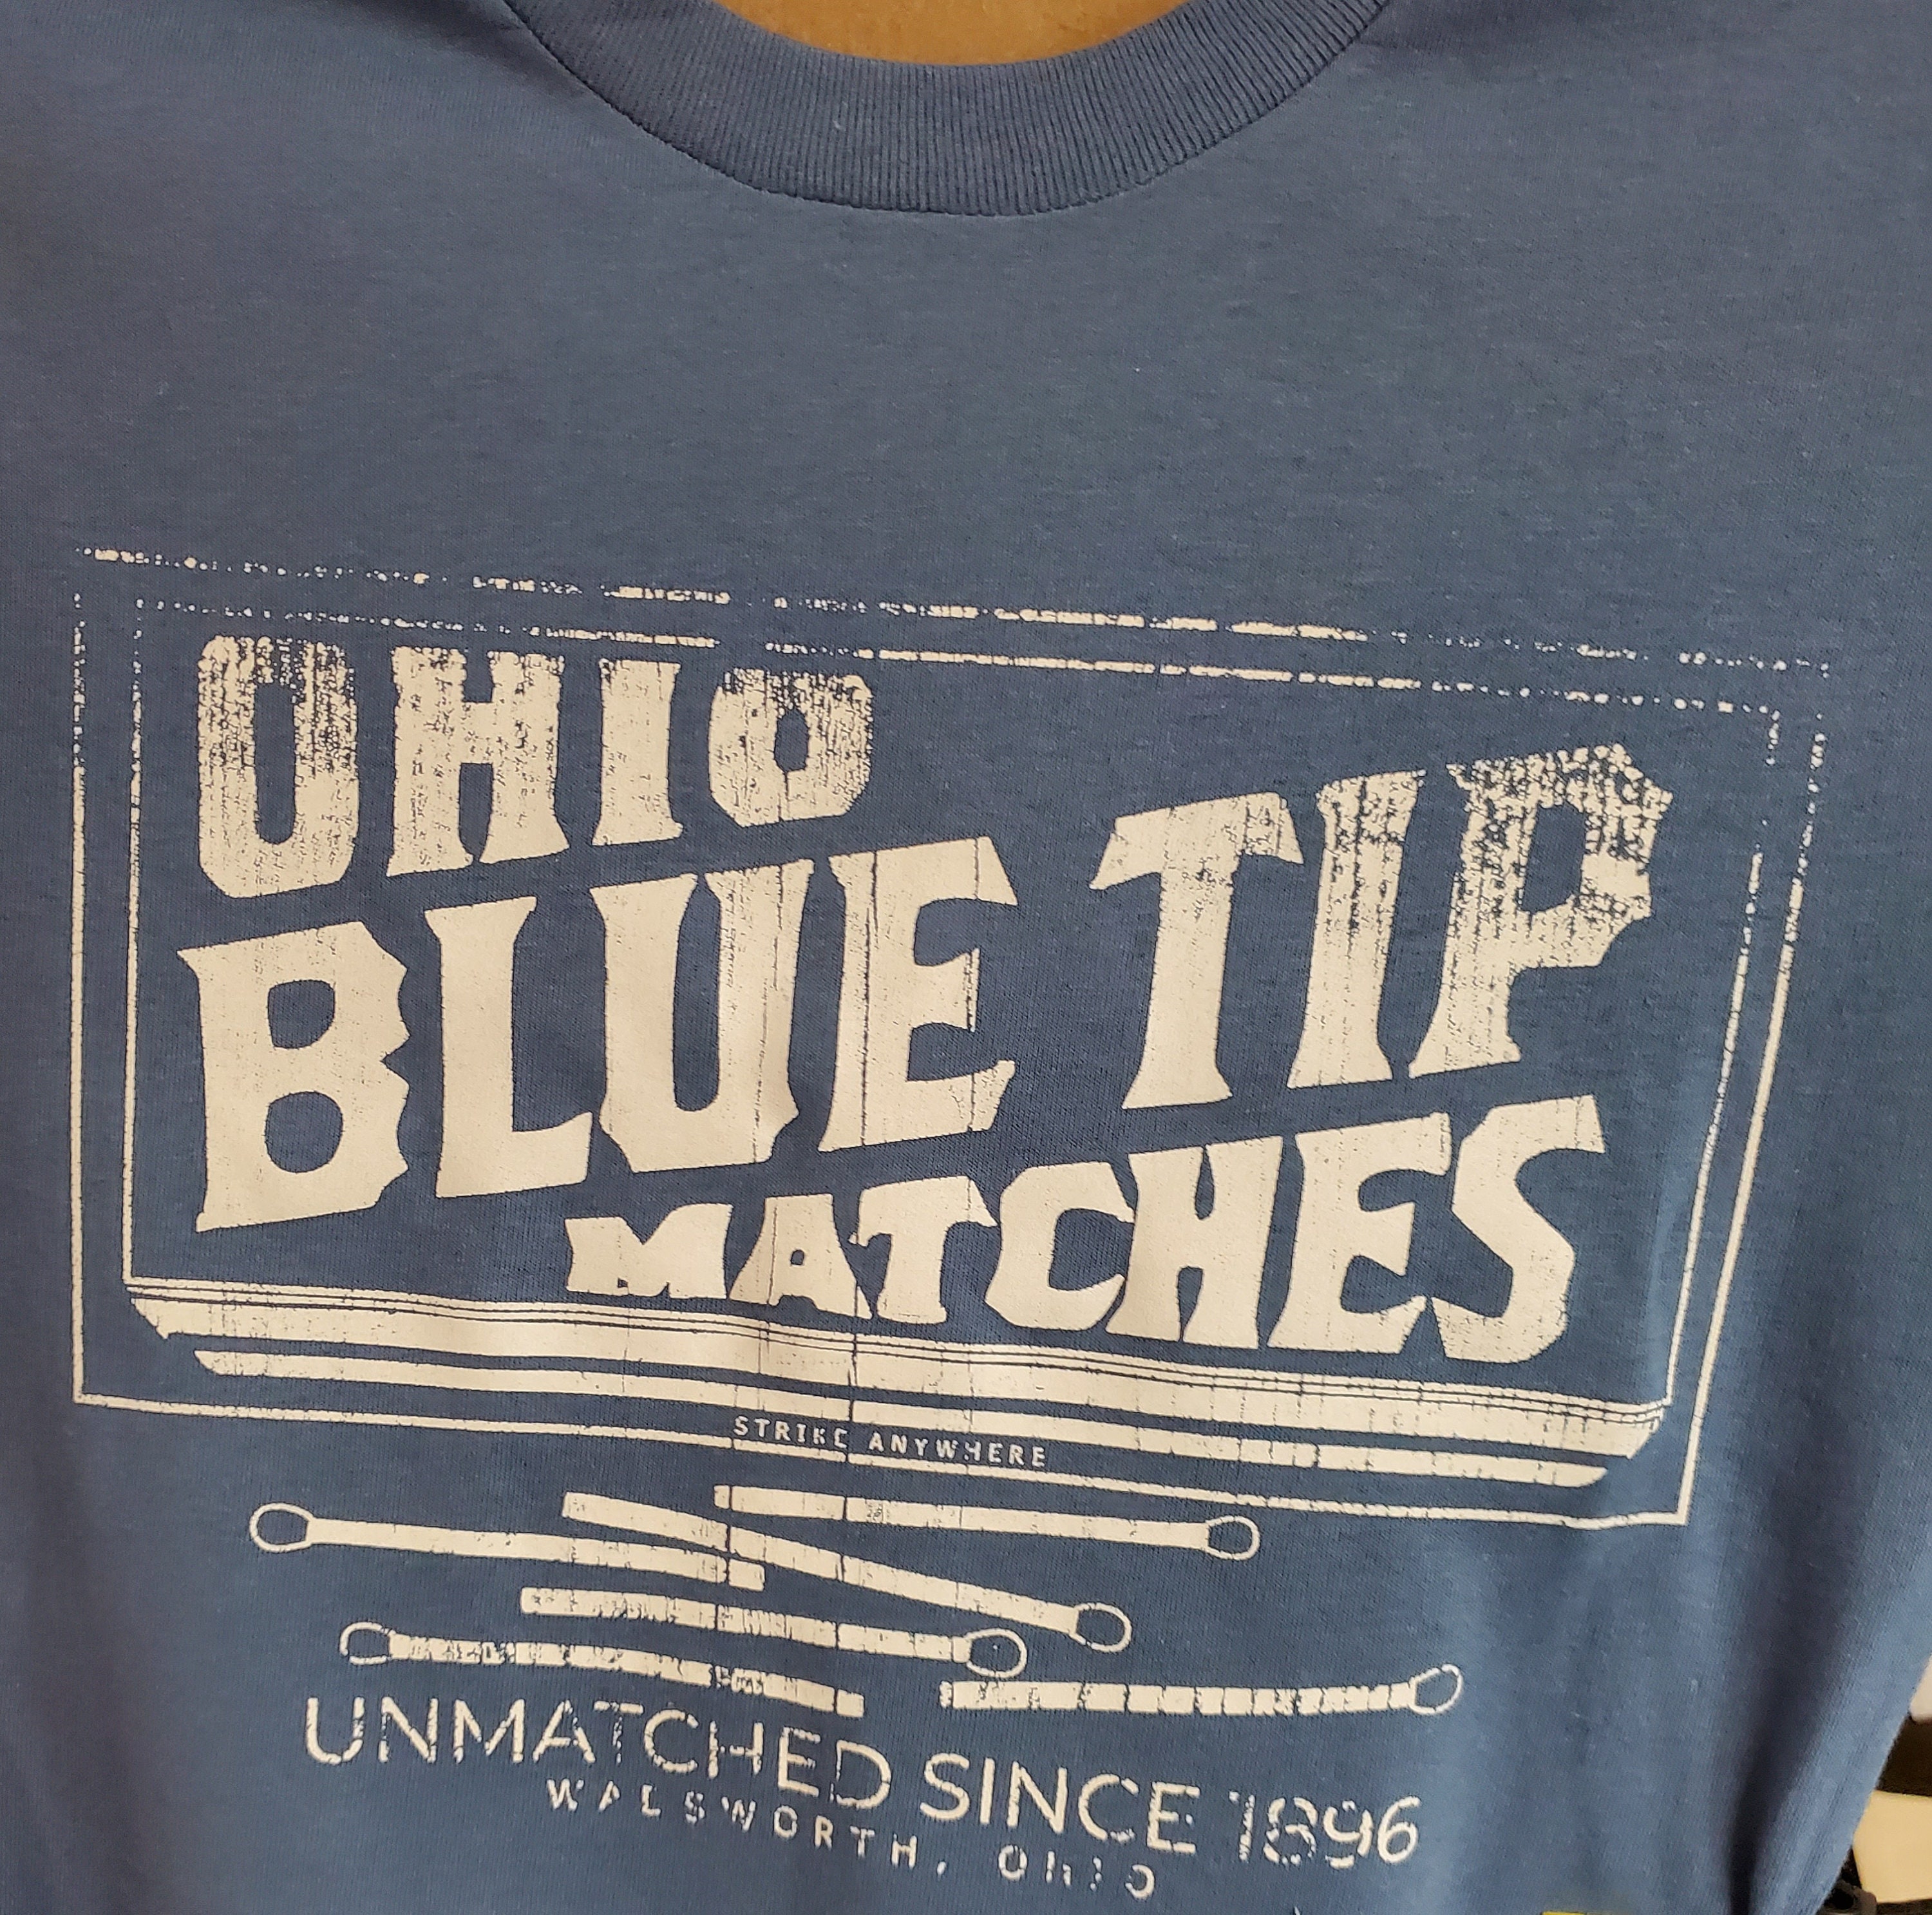 OHIO
BLUE TIP
MATCHES
STRIKE ANYWHERE
UNMATCHED SINCE 1896
WALSWORTH, OHIO